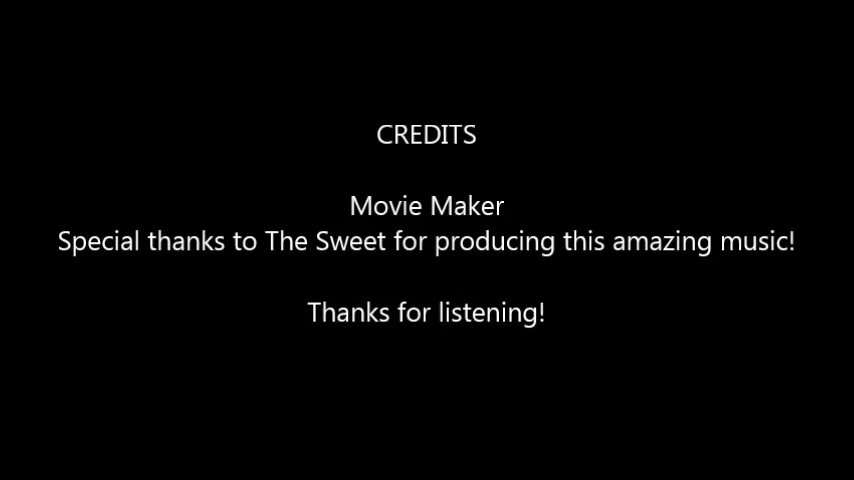 CREDITS
Movie Maker
Special thanks to The Sweet for producing this amazing music!
Thanks for listening!